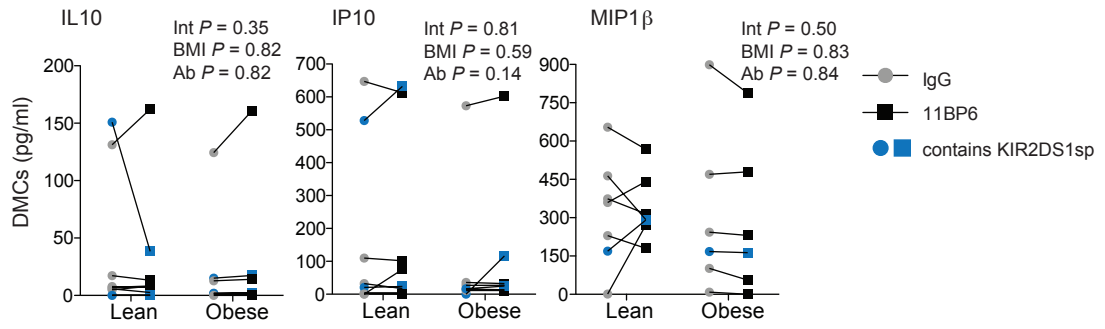 IL10
Int P = 0.35
BMI P = 0.82
Ab P = 0.82
DMCs (pg/ml)
200
150
100
50
0
Lean
Obese
IP10
Int P = 0.81
BMI P = 0.59
Ab P = 0.14
700
600
500
400
300
200
100
0
Lean
Obese
MIP1β
Int P = 0.50
BMI P = 0.83
Ab P = 0.84
900
750
600
450
300
150
0
Lean
Obese
IgG
11BP6
contains KIR2DS1sp